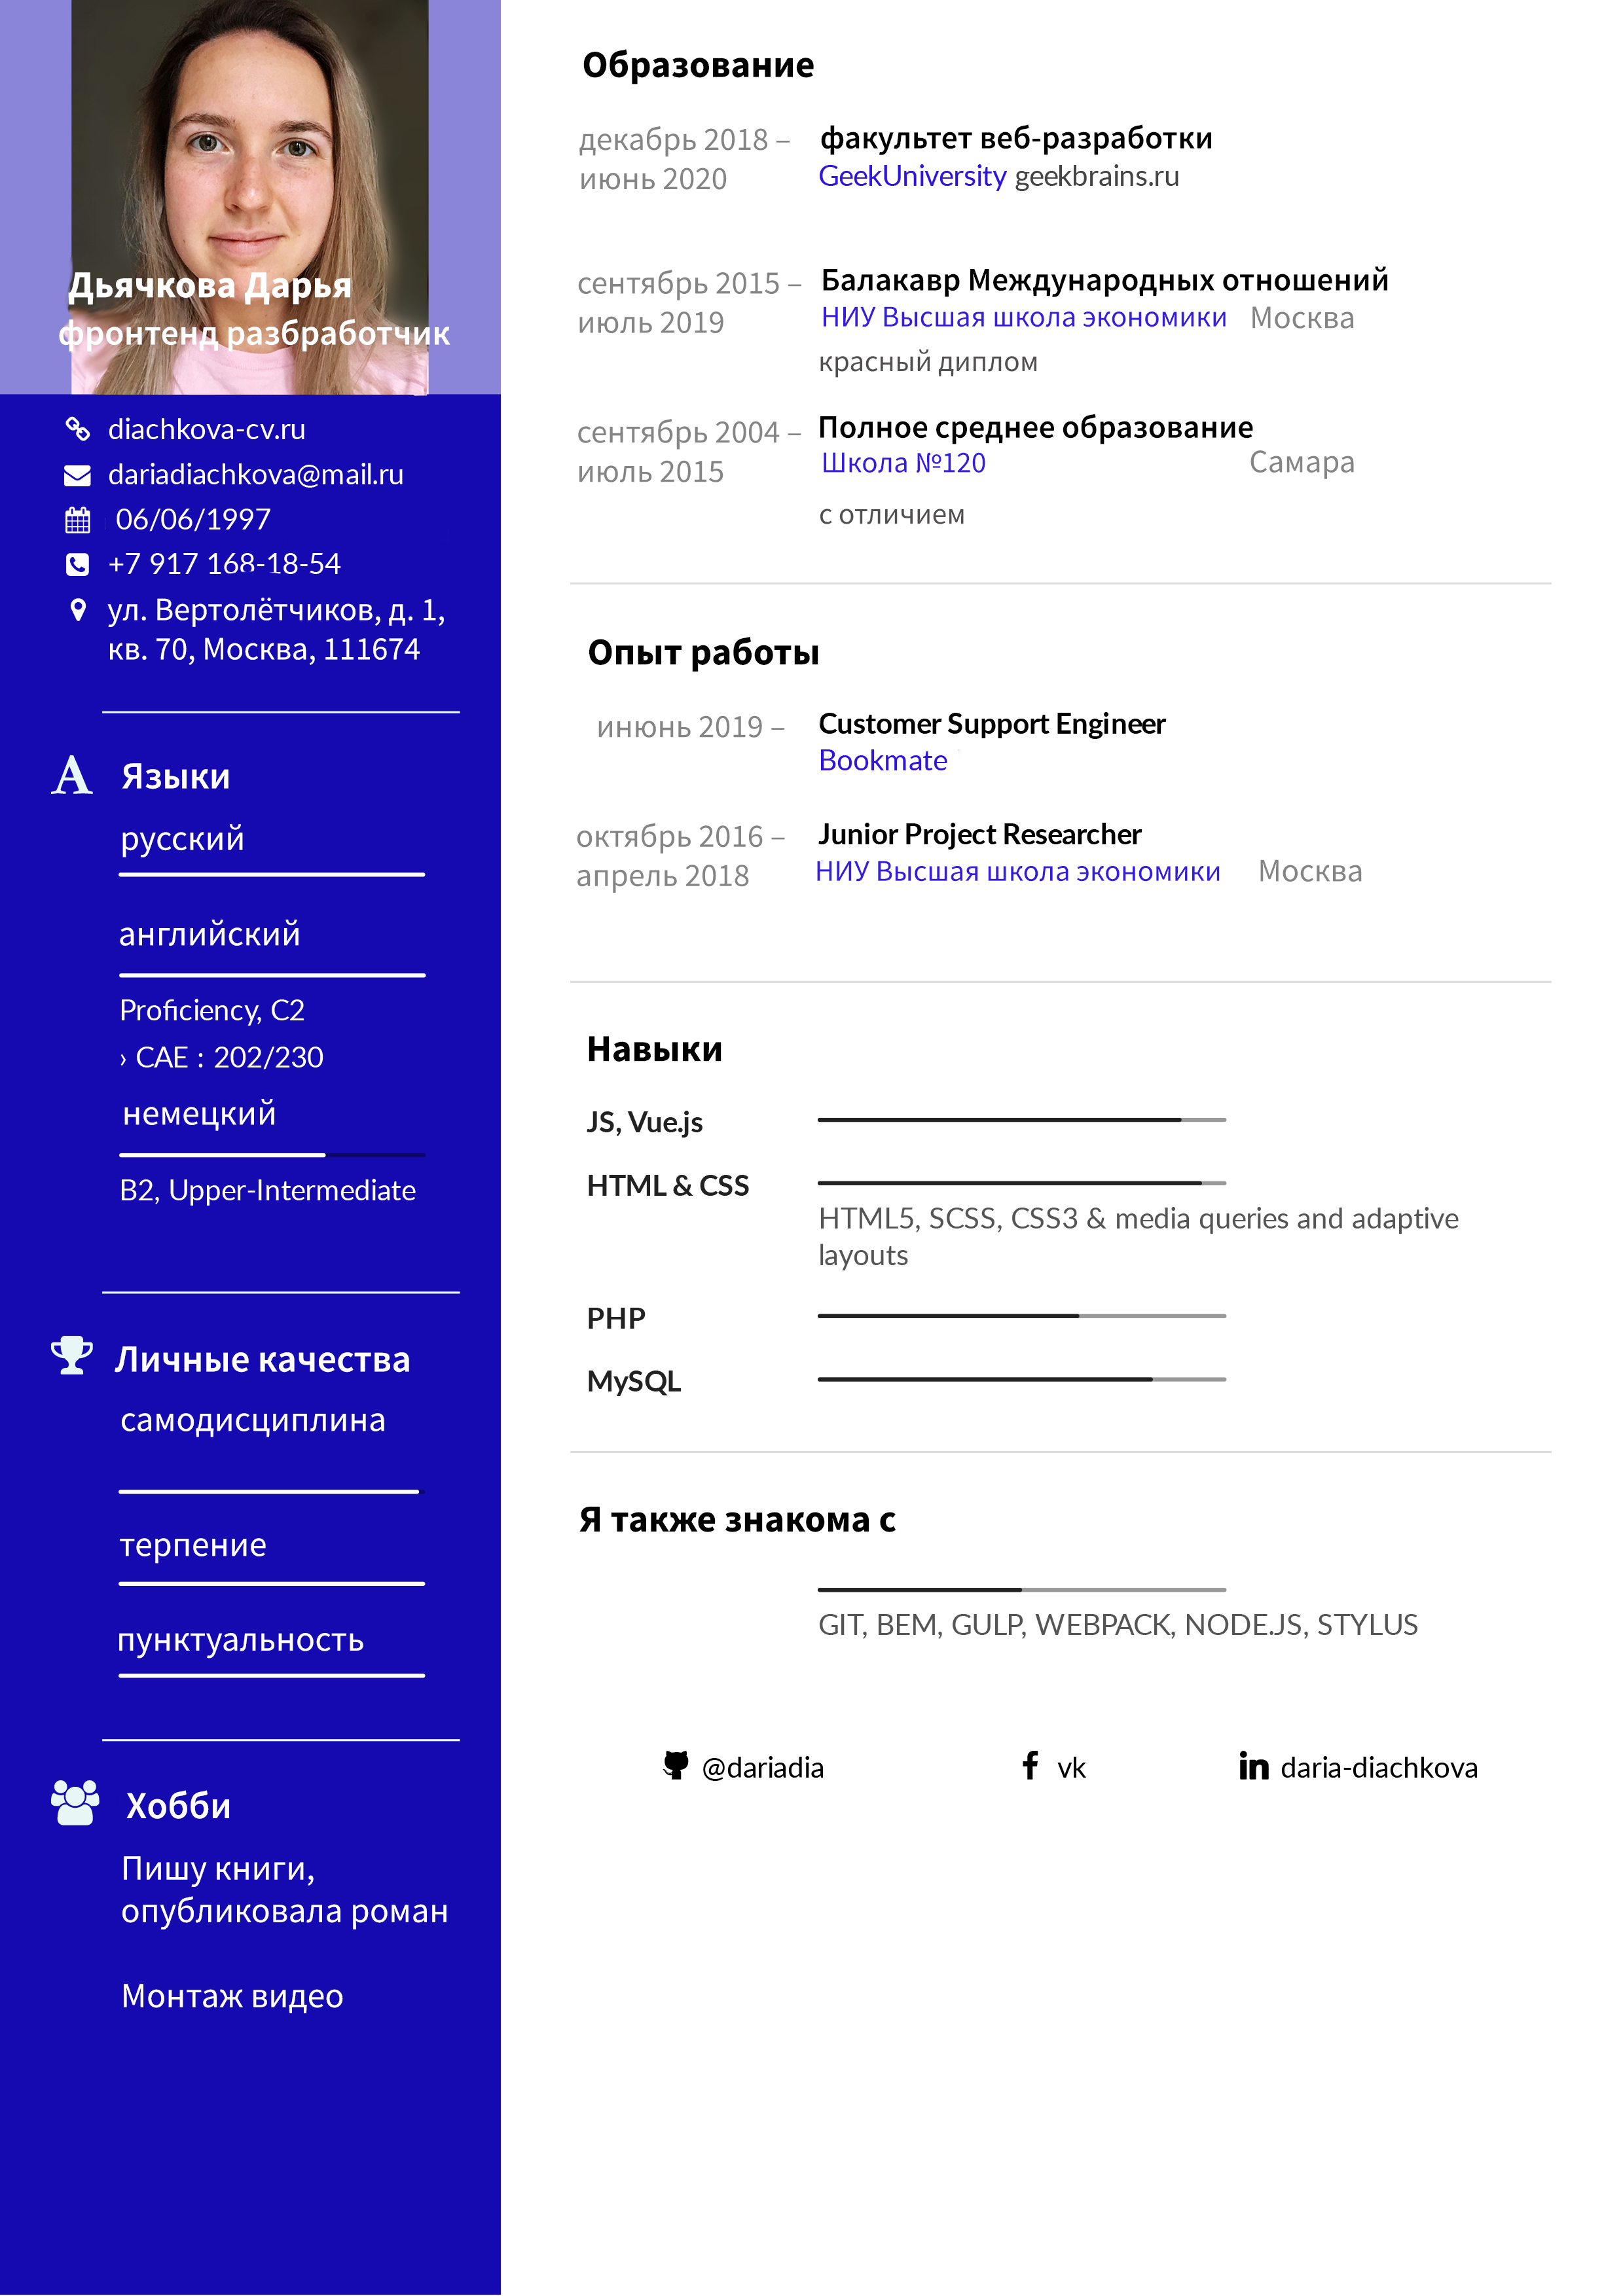 Дьячкова Дарья
фронтенд разбработчик
diachkova-cv.ru
dariadiachkova@mail.ru
06/06/1997
+7 917 168-18-54
ул. Вертолётчиков, д. 1,
кв. 70, Москва, 111674
Языки
русский
английский
Proficiency, C2
› CAE : 202/230
немецкий
B2, Upper-Intermediate
Личные качества
самодисциплина
терпение
пунктуальность
Хобби
Пишу книги,
опубликовала роман
Монтаж видео
Образование
декабрь 2018 – факультет веб-разработки
июнь 2020 GeekUniversity geekbrains.ru
сентябрь 2015 – Балакавр Международных отношений
июль 2019 НИУ Высшая школа экономики Москва
красный диплом
сентябрь 2004 – Полное среднее образование
июль 2015 Школа №120 Самара
с отличием
Опыт работы
инюнь 2019 – Customer Support Engineer
Bookmate
октябрь 2016 – Junior Project Researcher
апрель 2018 НИУ Высшая школа экономики Москва
Навыки
JS, Vue.js
HTML & CSS
HTML5, SCSS, CSS3 & media queries and adaptive
layouts
PHP
MySQL
Я также знакома с
GIT, BEM, GULP, WEBPACK, NODE.JS, STYLUS
@dariadia vk daria-diachkova